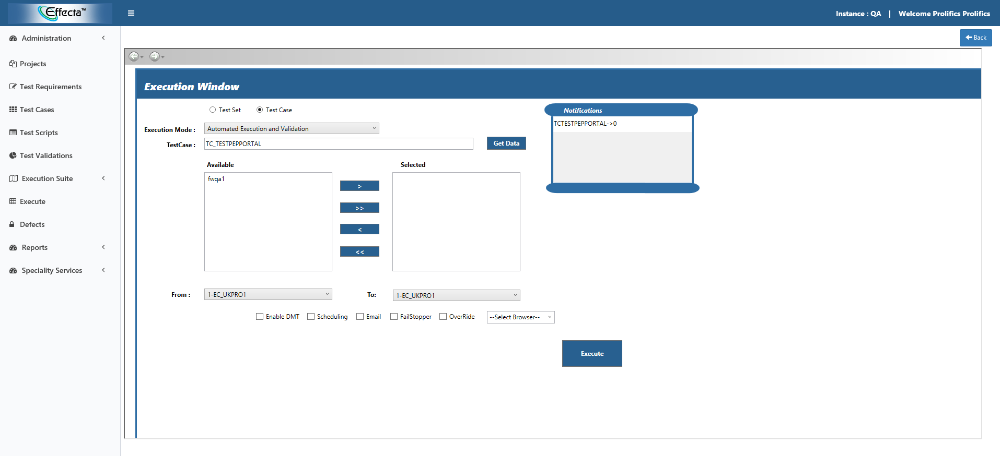 Effecta™
Instance : QA | Welcome Prolifics Prolifics
Back
Administration
Projects
Test Requirements
Test Cases
Test Scripts
Test Validations
Execution Suite
Execute
Defects
Reports
Speciality Services
Execution Window
Test Set
Test Case
Execution Mode :
Automated Execution and Validation
TestCase :
TC_TESTPEPPORTAL
Get Data
Notifications
TCTESTPEPPORTAL->0
Available
Selected
fwqa1
>
>>
<
<<
From :
1-EC_UKPRO1
To:
1-EC_UKPRO1
Enable DMT
Scheduling
Email
FailStopper
OverRide
--Select Browser--
Execute